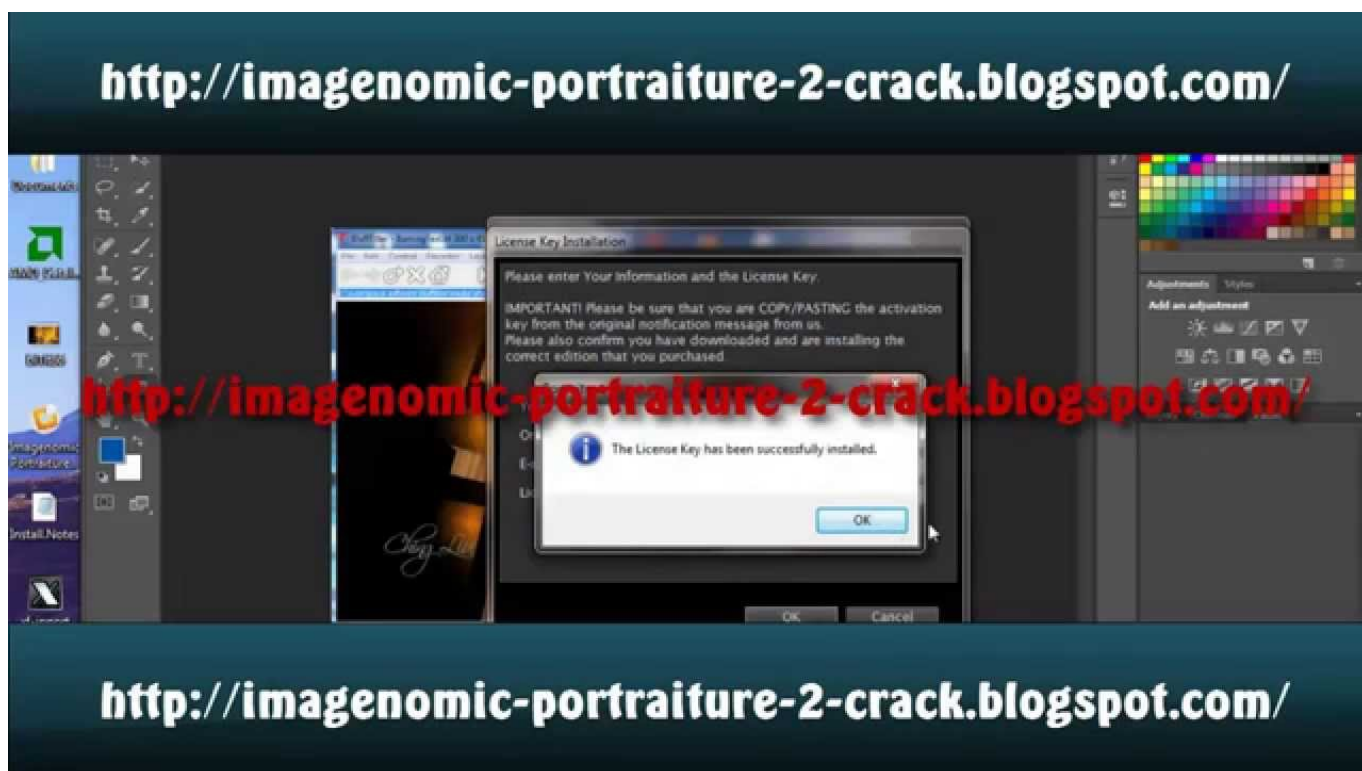 http://imagenomic-portraiture-2-crack.blogspot.com/
License Key Installation
Please enter Your Information and the License Key.
IMPORTANT! Please be sure that you are COPY/PASTING the activation
key from the original notification message from us.
Please also confirm you have downloaded and are installing the
correct edition that you purchased
Adjustments Styles
Add an adjustment
http://imagenomic-portraiture-2-crack.blogspot.com/
The License Key has been successfully installed.
OK
Imagenomic
Portraiture...
Install.Notes
Ching
OK Cancel
http://imagenomic-portraiture-2-crack.blogspot.com/